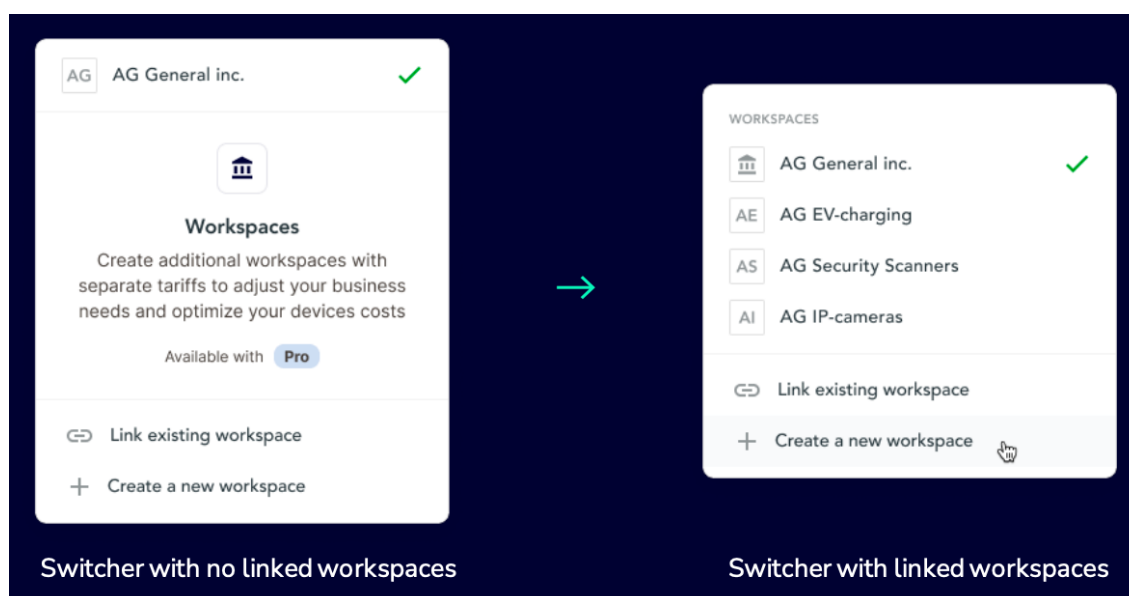 AG AG General inc.
Workspaces
Create additional workspaces with
separate tariffs to adjust your business
needs and optimize your devices costs
Available with Pro
Link existing workspace
Create a new workspace
Switcher with no linked workspaces
WORKSPACES
AG General inc.
AE AG EV-charging
AS AG Security Scanners
AI AG IP-cameras
Link existing workspace
Create a new workspace
Switcher with linked workspaces